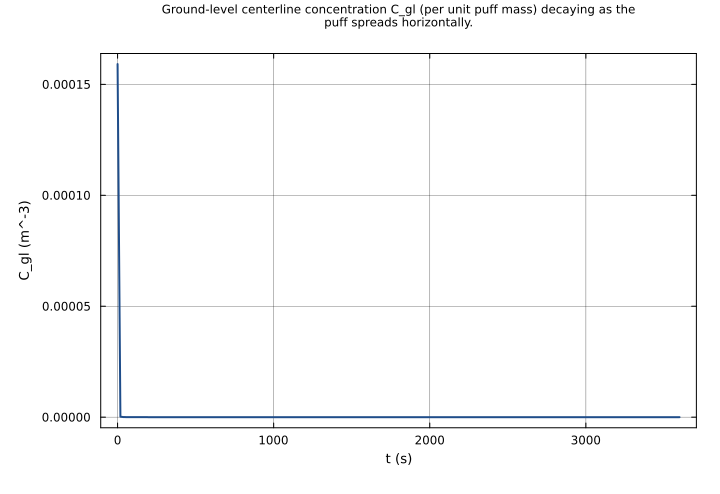 Ground-level centerline concentration C_gl (per unit puff mass) decaying as the
puff spreads horizontally.
0.00015
0.00010
0.00005
0.00000
C_gl (m^-3)
0
1000
2000
3000
t (s)